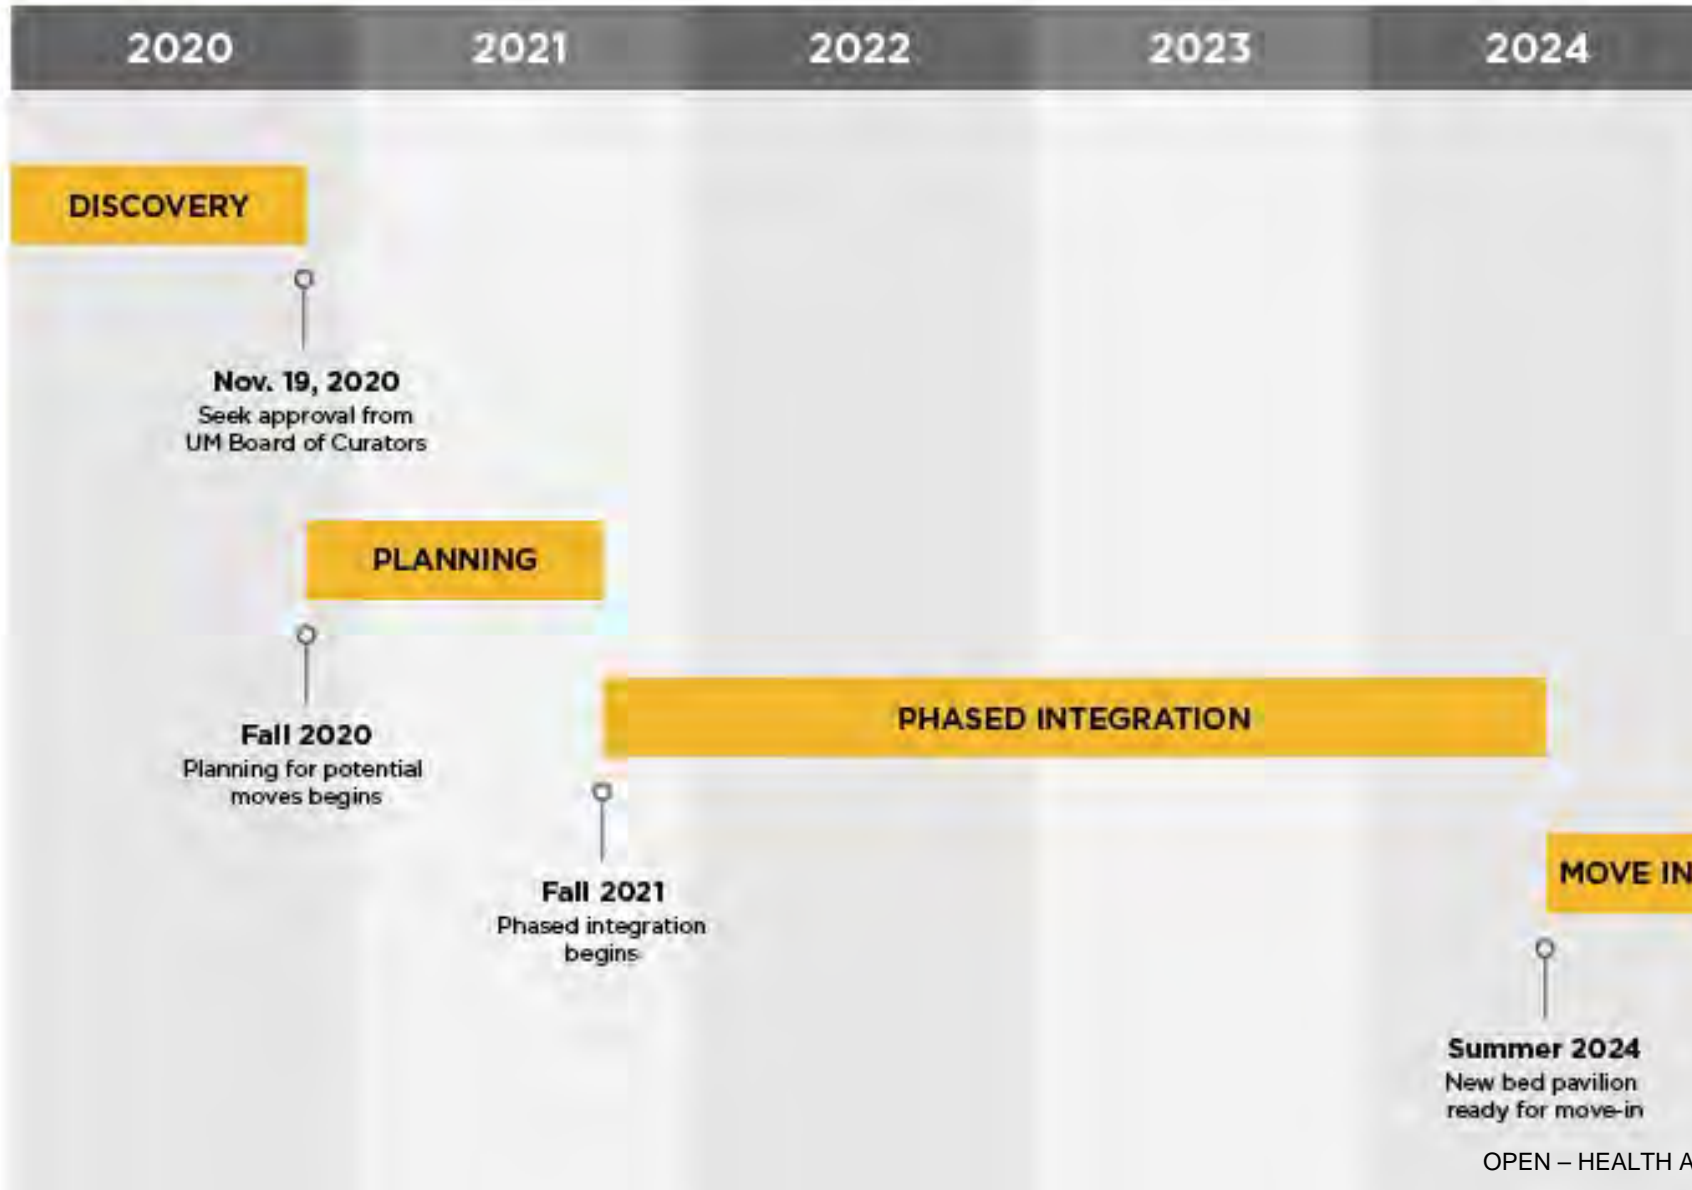 2020 2021 2022 2023 2024
DISCOVERY
Nov. 19, 2020
Seek approval from
UM Board of Curators
PLANNING
Fall 2020
Planning for potential
moves begins
PHASED INTEGRATION
Fall 2021
Phased integration
begins
MOVE IN
Summer 2024
New bed pavilion
ready for move-in
OPEN – HEALTH A